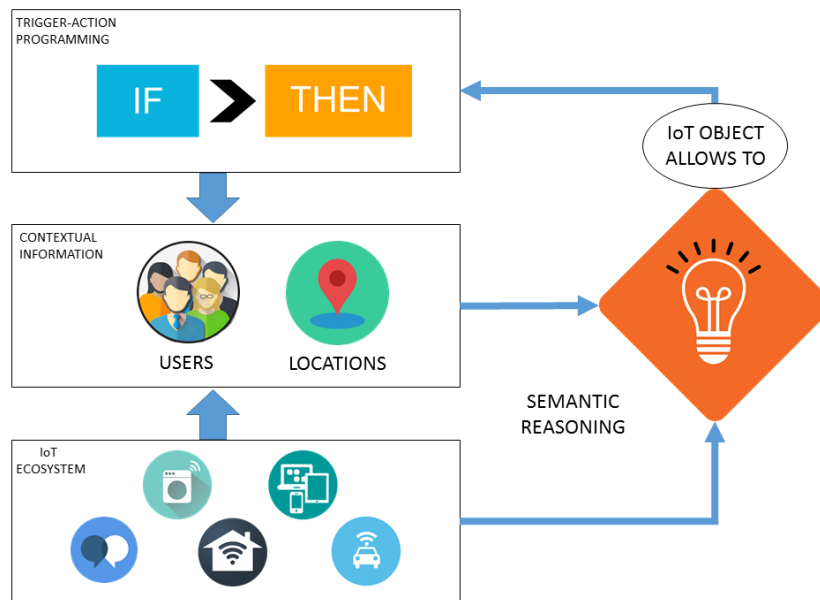 TRIGGER-ACTION
PROGRAMMING
IF
THEN
IoT OBJECT
ALLOWS TO
CONTEXTUAL
INFORMATION
USERS
LOCATIONS
SEMANTIC
REASONING
IoT
ECOSYSTEM